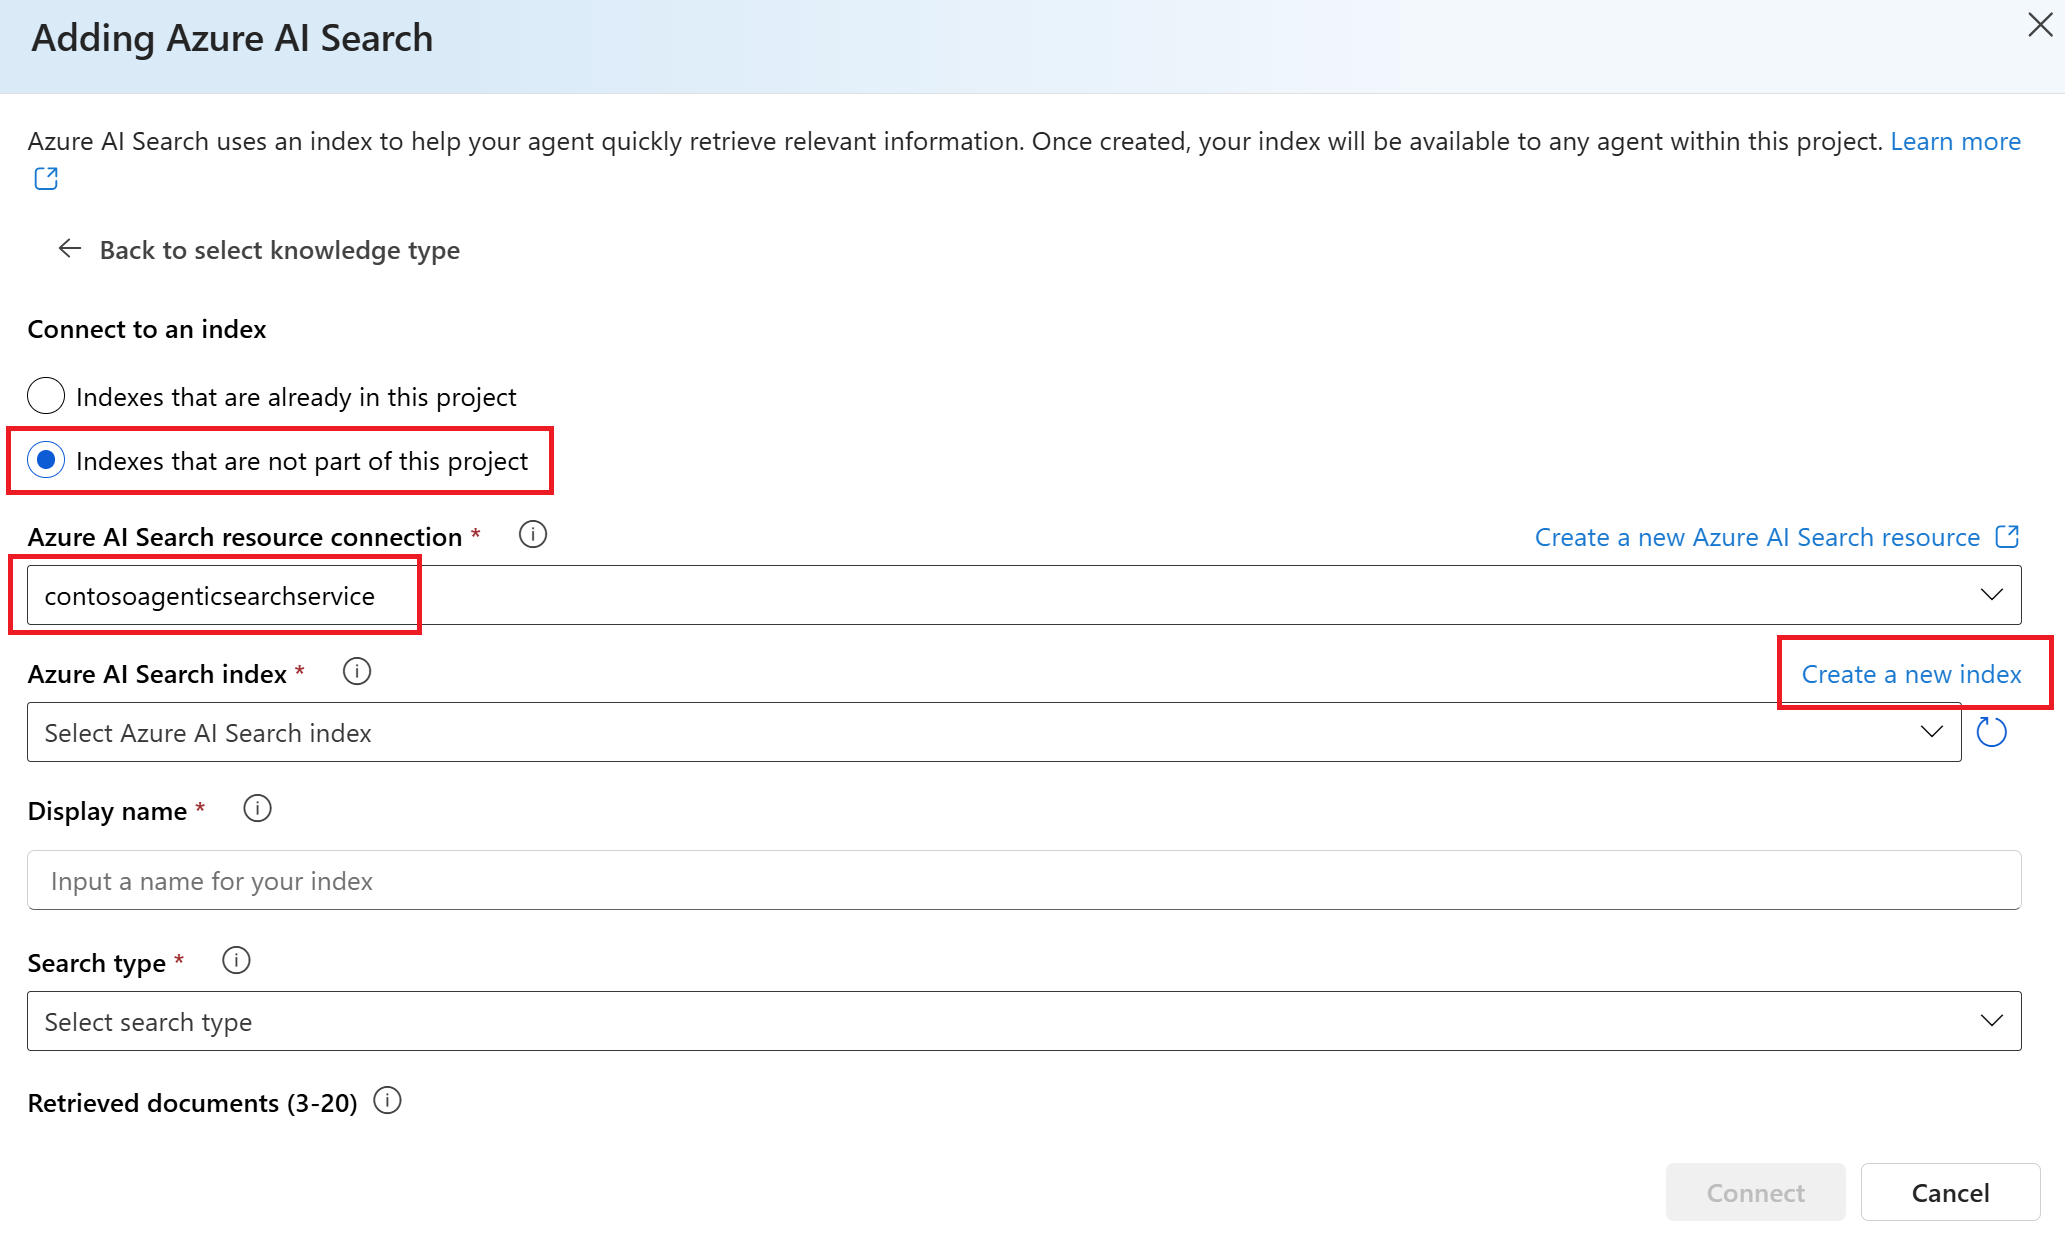 Adding Azure AI Search
Azure AI Search uses an index to help your agent quickly retrieve relevant information. Once created, your index will be available to any agent within this project. Learn more
Back to select knowledge type
Connect to an index
Indexes that are already in this project
Indexes that are not part of this project
Azure AI Search resource connection *
Create a new Azure AI Search resource
contosoagenticsearchservice
Azure AI Search index *
Create a new index
Select Azure AI Search index
Display name *
Input a name for your index
Search type *
Select search type
Retrieved documents (3-20)
Connect
Cancel